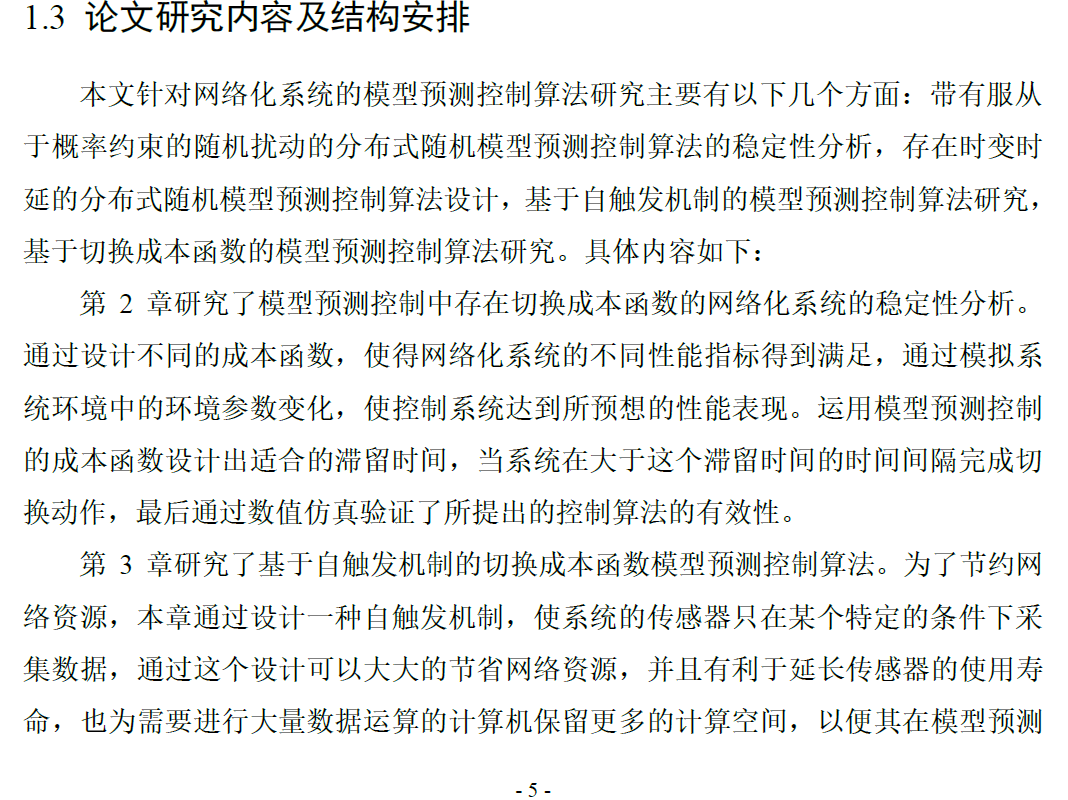 1.3 论文研究内容及结构安排
本文针对网络化系统的模型预测控制算法研究主要有以下几个方面：带有服从
于概率约束的随机扰动的分布式随机模型预测控制算法的稳定性分析，存在时变时
延的分布式随机模型预测控制算法设计，基于自触发机制的模型预测控制算法研究，
基于切换成本函数的模型预测控制算法研究。具体内容如下：
第 2 章研究了模型预测控制中存在切换成本函数的网络化系统的稳定性分析。
通过设计不同的成本函数，使得网络化系统的不同性能指标得到满足，通过模拟系
统环境中的环境参数变化，使控制系统达到所预想的性能表现。运用模型预测控制
的成本函数设计出适合的滞留时间，当系统在大于这个滞留时间的时间间隔完成切
换动作，最后通过数值仿真验证了所提出的控制算法的有效性。
第 3 章研究了基于自触发机制的切换成本函数模型预测控制算法。为了节约网
络资源，本章通过设计一种自触发机制，使系统的传感器只在某个特定的条件下采
集数据，通过这个设计可以大大的节省网络资源，并且有利于延长传感器的使用寿
命，也为需要进行大量数据运算的计算机保留更多的计算空间，以便其在模型预测
- 5 -